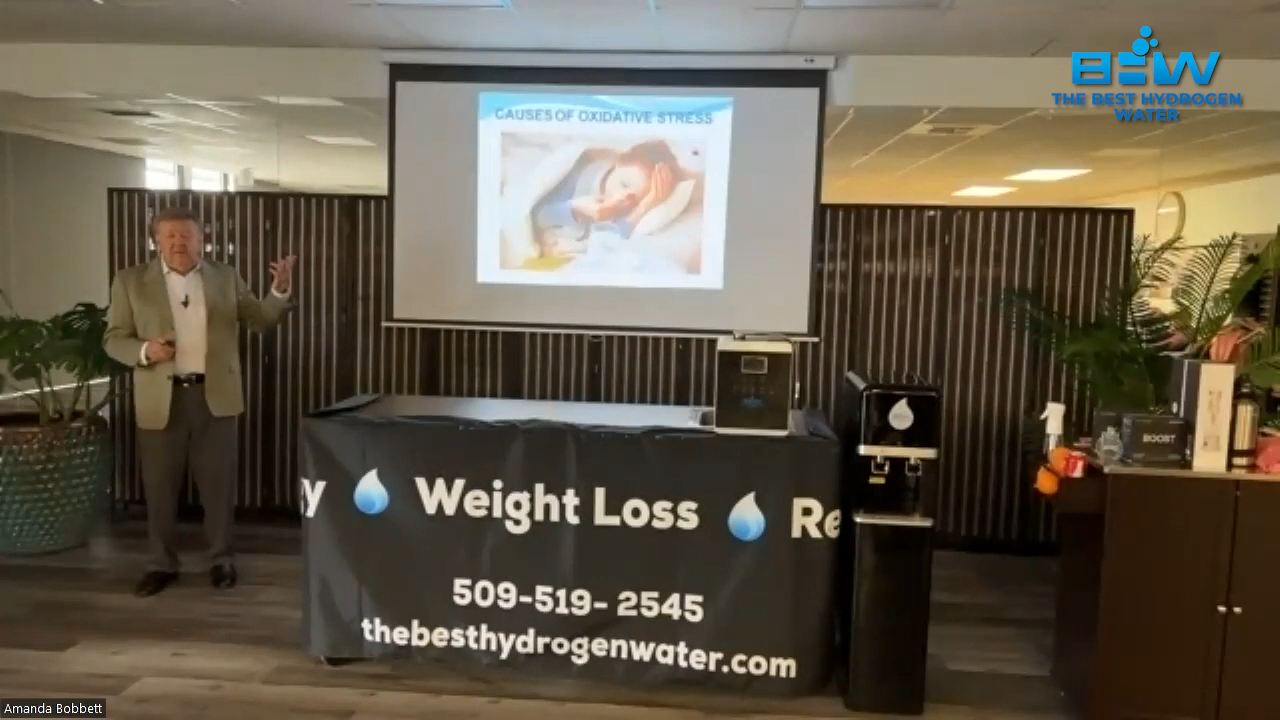 BHW
THE BEST HYDROGEN
WATER
CAUSES OF OXIDATIVE STRESS
Weight Loss
509-519- 2545
thebesthydrogenwater.com
BOOST
Amanda Bobbett